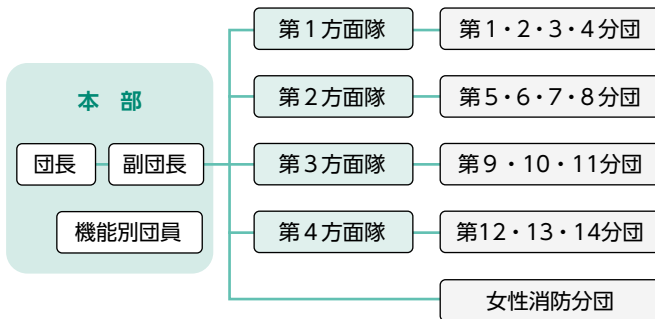 本 部
団長
副団長
機能別団員
第１方面隊
第１・２・３・４分団
第２方面隊
第５・６・７・８分団
第３方面隊
第９・10・11分団
第４方面隊
第12・13・14分団
女性消防分団